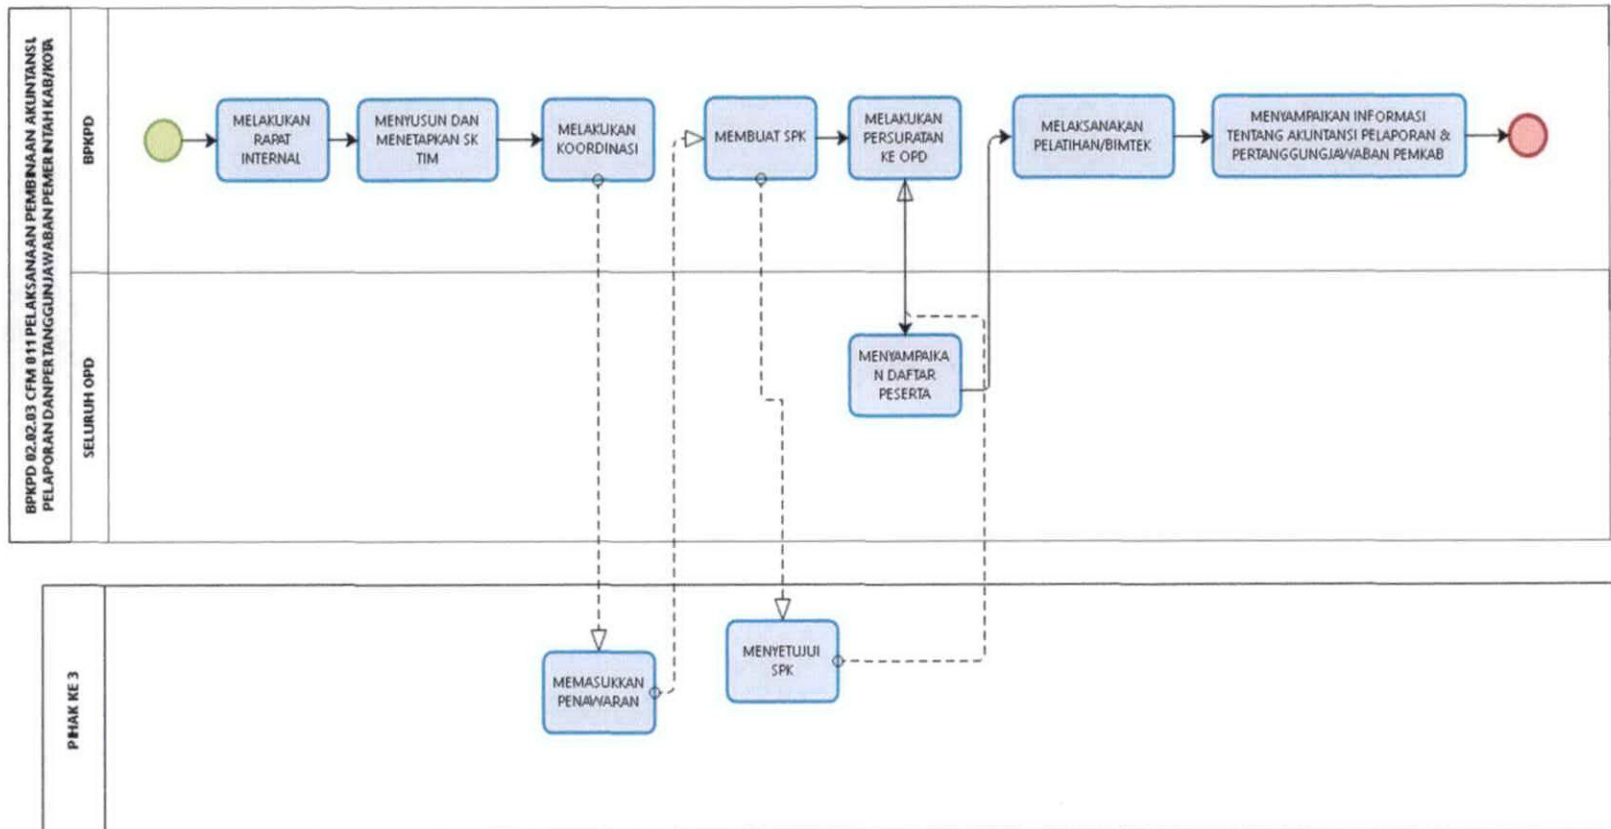 BPKPD 02.02.03 CFM 011 PELAKSANAAN PEMBINAAN AKUNTANSI,
PELAPORAN DANPERTANGGUNJAWABAN PEMERINTAH KAB/KOTA
BPKPD
MELAKUKAN
RAPAT
INTERNAL
MENYUSUN DAN
MENETAPKAN SK
TIM
MELAKUKAN
KOORDINASI
MEMBUAT SPK
MELAKUKAN
PERSURATAN
KE OPD
MELAKSANAKAN
PELATIHAN/BIMTEK
MENYAMPAIKAN INFORMASI
TENTANG AKUNTANSI PELAPORAN &
PERTANGGUNGJAWABAN PEMKAB
SELURUH OPD
MENYAMPAIKA
N DAFTAR
PESERTA
PIHAK KE 3
MEMASUKKAN
PENAWARAN
MENYETUJUI
SPK